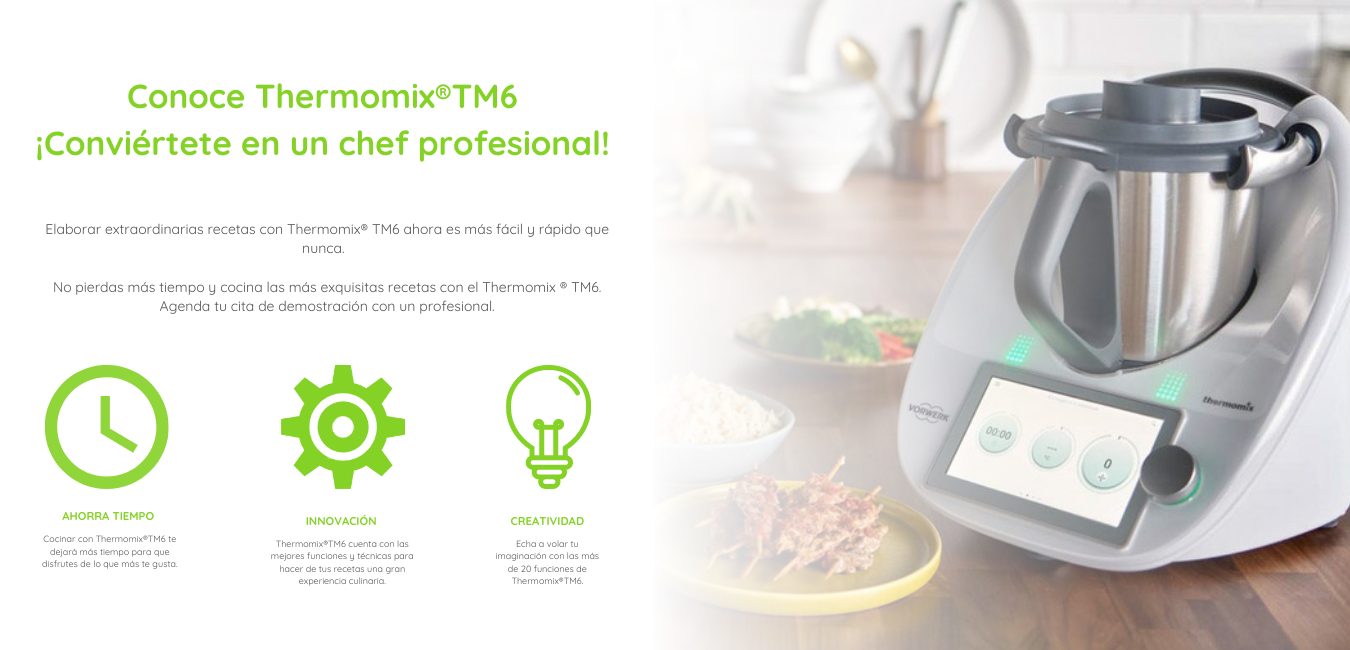 Conoce Thermomix®TM6
¡Conviértete en un chef profesional!
Elaborar extraordinarias recetas con Thermomix® TM6 ahora es más fácil y rápido que
nunca.
No pierdas más tiempo y cocina las más exquisitas recetas con el Thermomix ® TM6.
Agenda tu cita de demostración con un profesional.
AHORRA TIEMPO
Cocinar con Thermomix®TM6 te
dejará más tiempo para que
disfrutes de lo que más te gusta.
INNOVACIÓN
Thermomix®TM6 cuenta con las
mejores funciones y técnicas para
hacer de tus recetas una gran
experiencia culinaria.
CREATIVIDAD
Echa a volar tu
imaginación con las más
de 20 funciones de
Thermomix®TM6.
VORWERK
thermomix
00:00
0